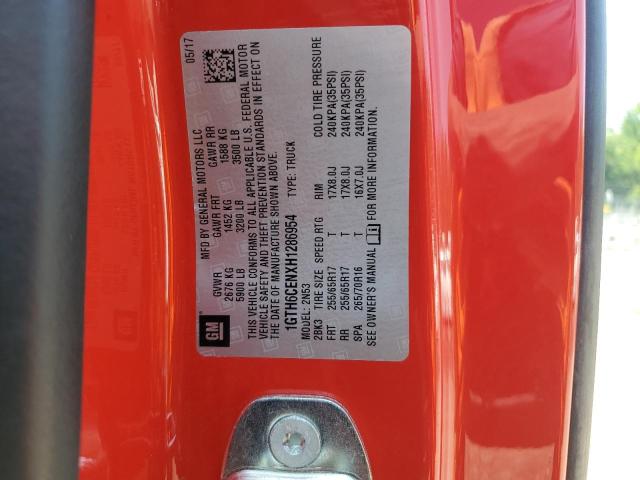 MFD BY GENERAL MOTORS LLC
05/17
GVWR GAWR FRT GAWR RR
2676 KG 1452 KG 1588 KG
5900 LB 3200 LB 3500 LB
GM
THIS VEHICLE CONFORMS TO ALL APPLICABLE U.S. FEDERAL MOTOR
VEHICLE SAFETY AND THEFT PREVENTION STANDARDS IN EFFECT ON
THE DATE OF MANUFACTURE SHOWN ABOVE.
1GTH6CENXH1286954 TYPE: TRUCK
MODEL: 2N53
2BK3 TIRE SIZE SPEED RTG RIM COLD TIRE PRESSURE
FRT 255/65R17 T 17X8.0J 240KPA(35PSI)
RR 255/65R17 T 17X8.0J 240KPA(35PSI)
SPA 265/70R16 T 16X7.0J 240KPA(35PSI)
SEE OWNER'S MANUAL FOR MORE INFORMATION.